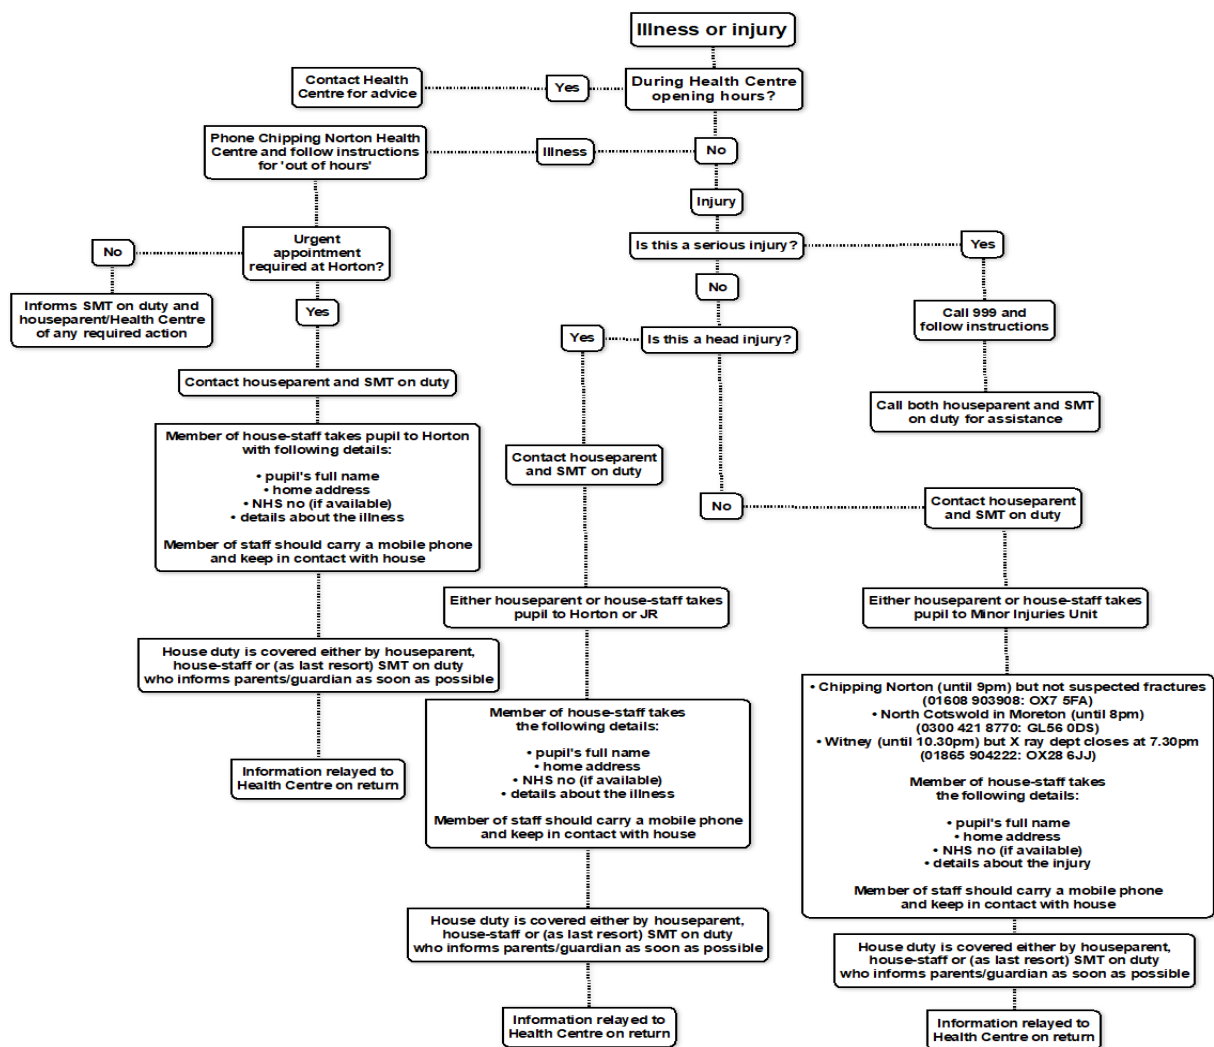 Illness or injury
During Health Centre
opening hours?
Yes
Contact Health
Centre for advice
No
Illness
Phone Chipping Norton Health
Centre and follow instructions
for 'out of hours'
Urgent
appointment
required at Horton?
No
Informs SMT on duty and
houseparent/Health Centre
of any required action
Yes
Contact houseparent and SMT on duty
Member of house-staff takes pupil to Horton
with following details:
• pupil's full name
• home address
• NHS no (if available)
• details about the illness
Member of staff should carry a mobile phone
and keep in contact with house
House duty is covered either by houseparent,
house-staff or (as last resort) SMT on duty
who informs parents/guardian as soon as possible
Information relayed to
Health Centre on return
Injury
Is this a serious injury?
Yes
Call 999 and
follow instructions
Call both houseparent and SMT
on duty for assistance
No
Is this a head injury?
Yes
Contact houseparent
and SMT on duty
Either houseparent or house-staff takes
pupil to Horton or JR
Member of house-staff takes
the following details:
• pupil's full name
• home address
• NHS no (if available)
• details about the illness
Member of staff should carry a mobile phone
and keep in contact with house
House duty is covered either by houseparent,
house-staff or (as last resort) SMT on duty
who informs parents/guardian as soon as possible
Information relayed to
Health Centre on return
No
Contact houseparent
and SMT on duty
Either houseparent or house-staff takes
pupil to Minor Injuries Unit
• Chipping Norton (until 9pm) but not suspected fractures
(01608 903908: OX7 5FA)
• North Cotswold in Moreton (until 8pm)
(0300 421 8770: GL56 0DS)
• Witney (until 10.30pm) but X ray dept closes at 7.30pm
(01865 904222: OX28 6JJ)
Member of house-staff takes
the following details:
• pupil's full name
• home address
• NHS no (if available)
• details about the injury
Member of staff should carry a mobile phone
and keep in contact with house
House duty is covered either by houseparent,
house-staff or (as last resort) SMT on duty
who informs parents/guardian as soon as possible
Information relayed to
Health Centre on return